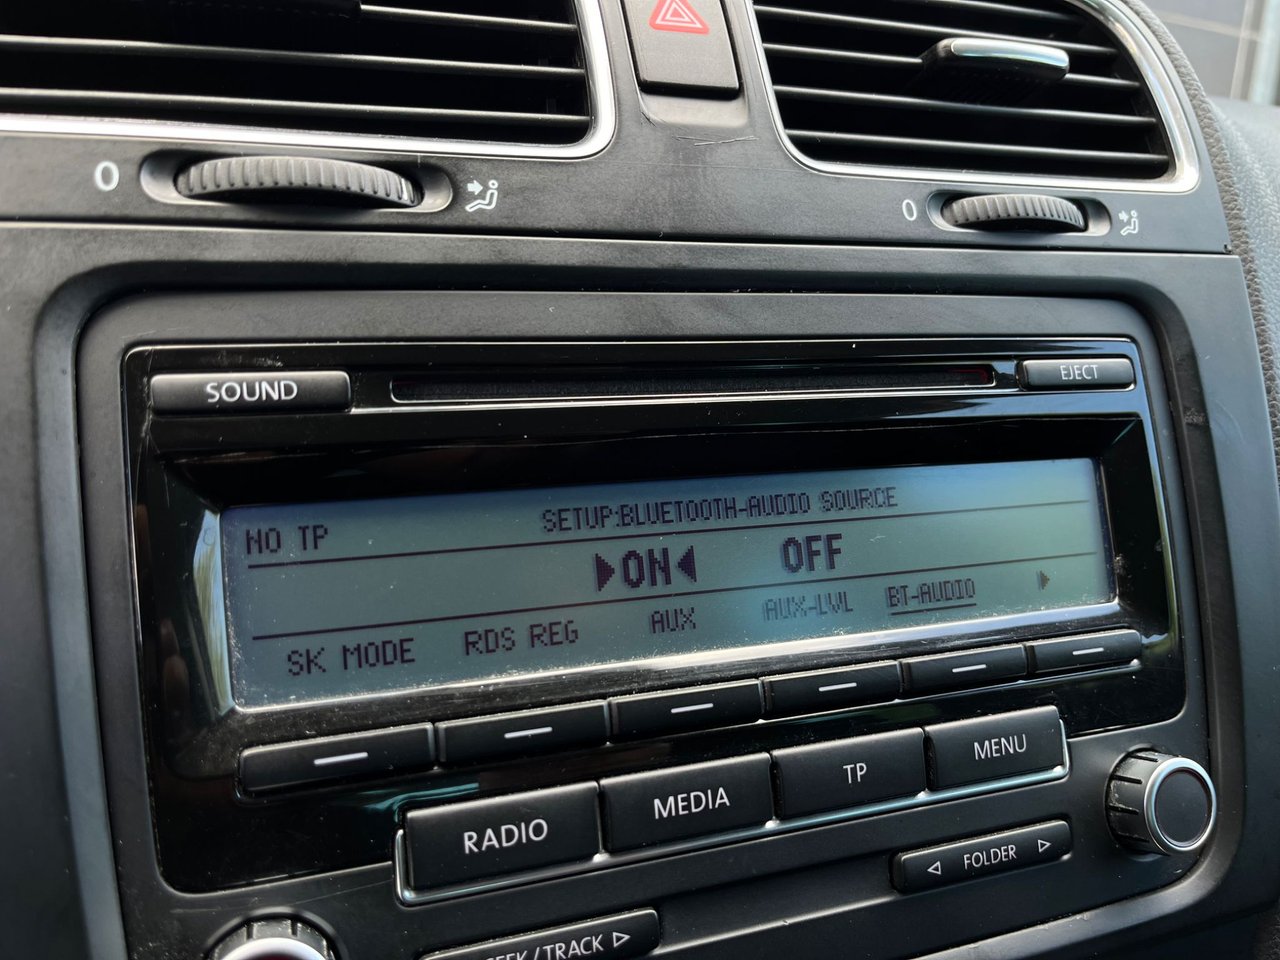 0
0
SOUND
EJECT
NO TP
SETUP:BLUETOOTH-AUDIO SOURCE
ON OFF
SK MODE RDS REG AUX AUX-LVL BT-AUDIO
RADIO MEDIA TP MENU
FOLDER
SEEK/TRACK